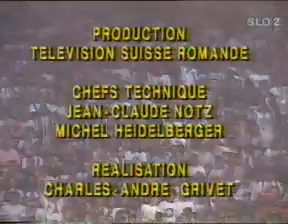 SLO 2
PRODUCTION
TELEVISION SUISSE ROMANDE
CHEFS TECHNIQUE
JEAN-CLAUDE NOTZ
MICHEL HEIDELBERGER
REALISATION
CHARLES-ANDRE GRIVET